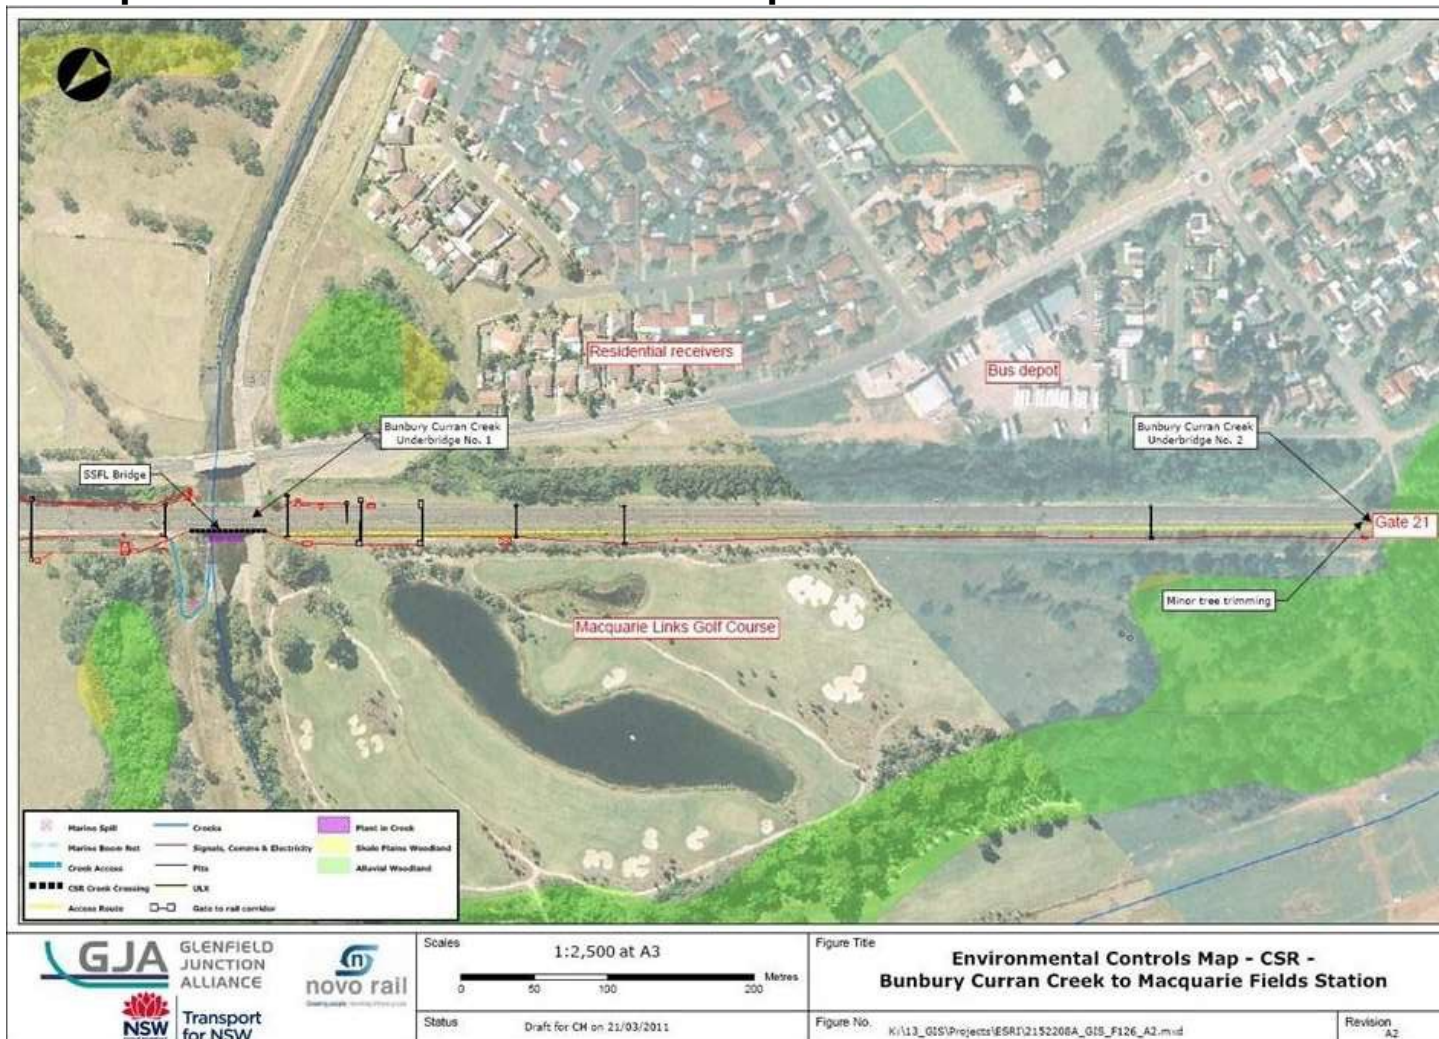 Residential receivers
Bus depot
Bunbury Curran Creek
Underbridge No. 1
Bunbury Curran Creek
Underbridge No. 2
SSFL Bridge
Gate 21
Minor tree trimming
Macquarie Links Golf Course
Marine Spill
Creeks
Plant in Creek
Marine Boom Net
Signals, Comms & Electricity
Shale Plains Woodland
Creek Access
Pits
Alluvial Woodland
CSR Creek Crossing
ULX
Access Route
Gate to rail corridor
GJA
GLENFIELD
JUNCTION
ALLIANCE
novo rail
NSW
Transport
for NSW
Scales
1:2,500 at A3
Metres
0 50 100 200
Status
Draft for CH on 21/03/2011
Figure Title
Environmental Controls Map - CSR -
Bunbury Curran Creek to Macquarie Fields Station
Figure No.
K:\13_GIS\Projects\ESRI\2152208A_GIS_F126_A2.mxd
Revision
A2